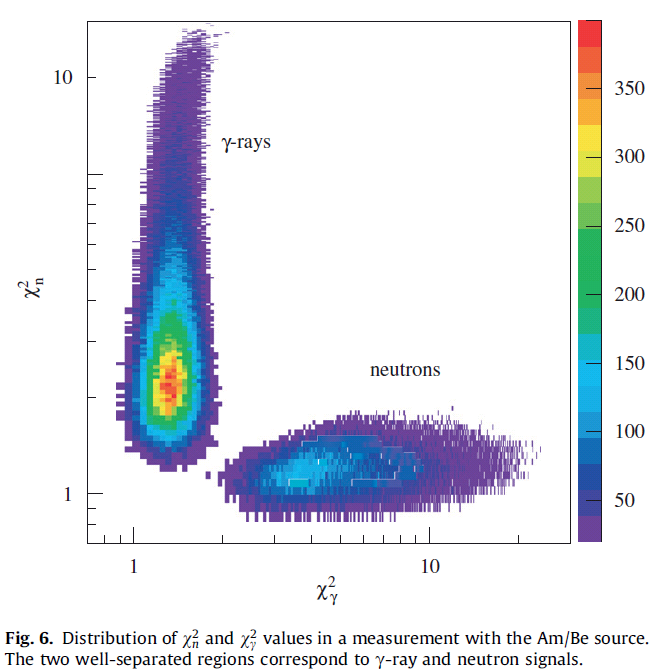 10
γ-rays
χ²ₙ
neutrons
1
1
10
χ²ᵧ
350
300
250
200
150
100
50
Fig. 6. Distribution of χ²ₙ and χ²ᵧ values in a measurement with the Am/Be source.
The two well-separated regions correspond to γ-ray and neutron signals.